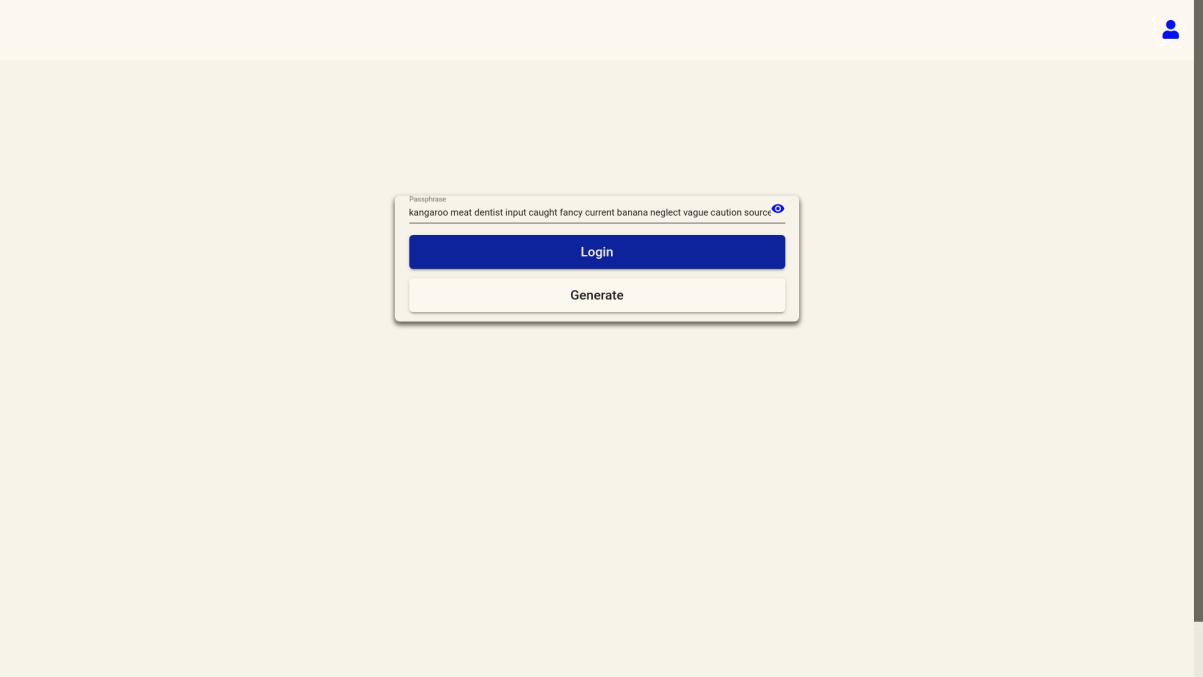 Passphrase
kangaroo meat dentist input caught fancy current banana neglect vague caution source
Login
Generate